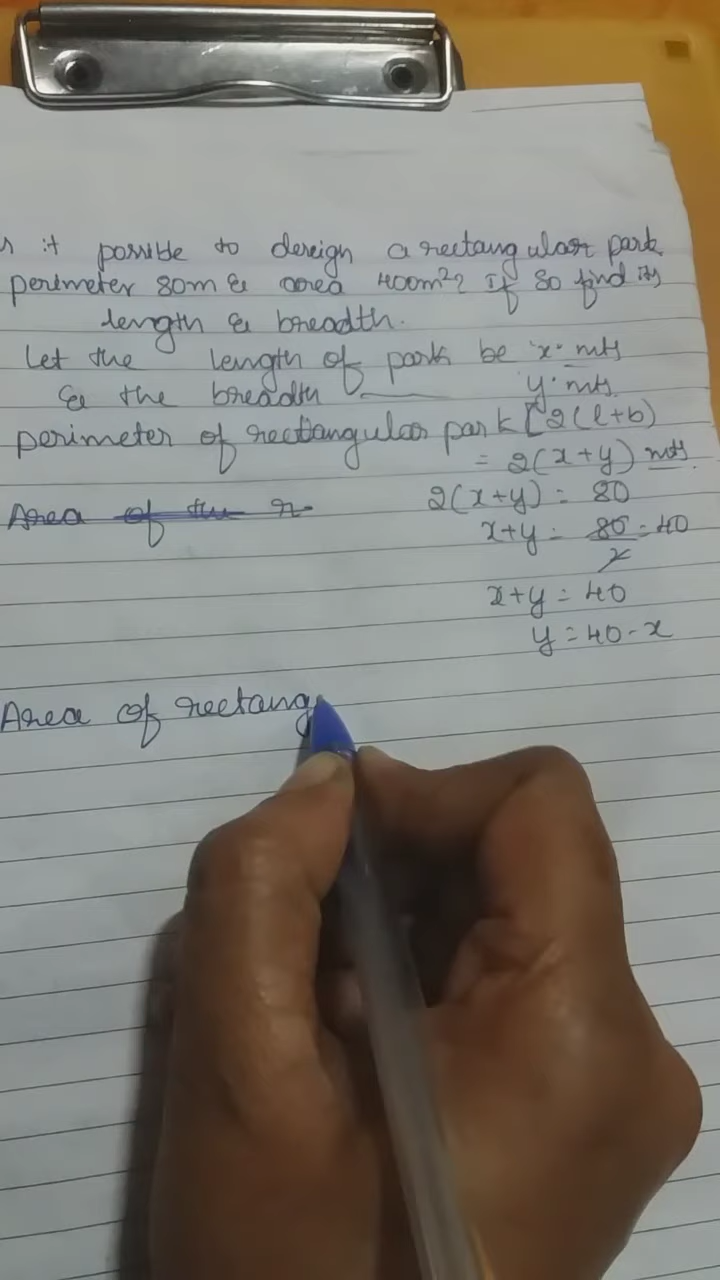 it possible to dereign a rectangular park
perimeter 80m & area 400m²? If so find its
length & breadth.
Let the length of park be 'x' mts
& the breadth ——— y' mts
perimeter of rectangular park [2(l+b)
= 2(x+y) mts.
Area of the r
2(x+y) = 80
x+y = 80/2 = 40
x+y = 40
y = 40-x
Area of rectang